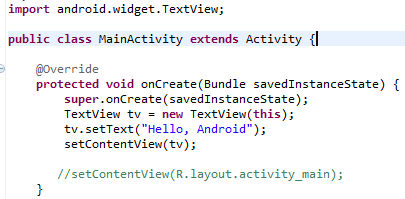 import android.widget.TextView;
public class MainActivity extends Activity {
@Override
protected void onCreate(Bundle savedInstanceState) {
super.onCreate(savedInstanceState);
TextView tv = new TextView(this);
tv.setText("Hello, Android");
setContentView(tv);
//setContentView(R.layout.activity_main);
}